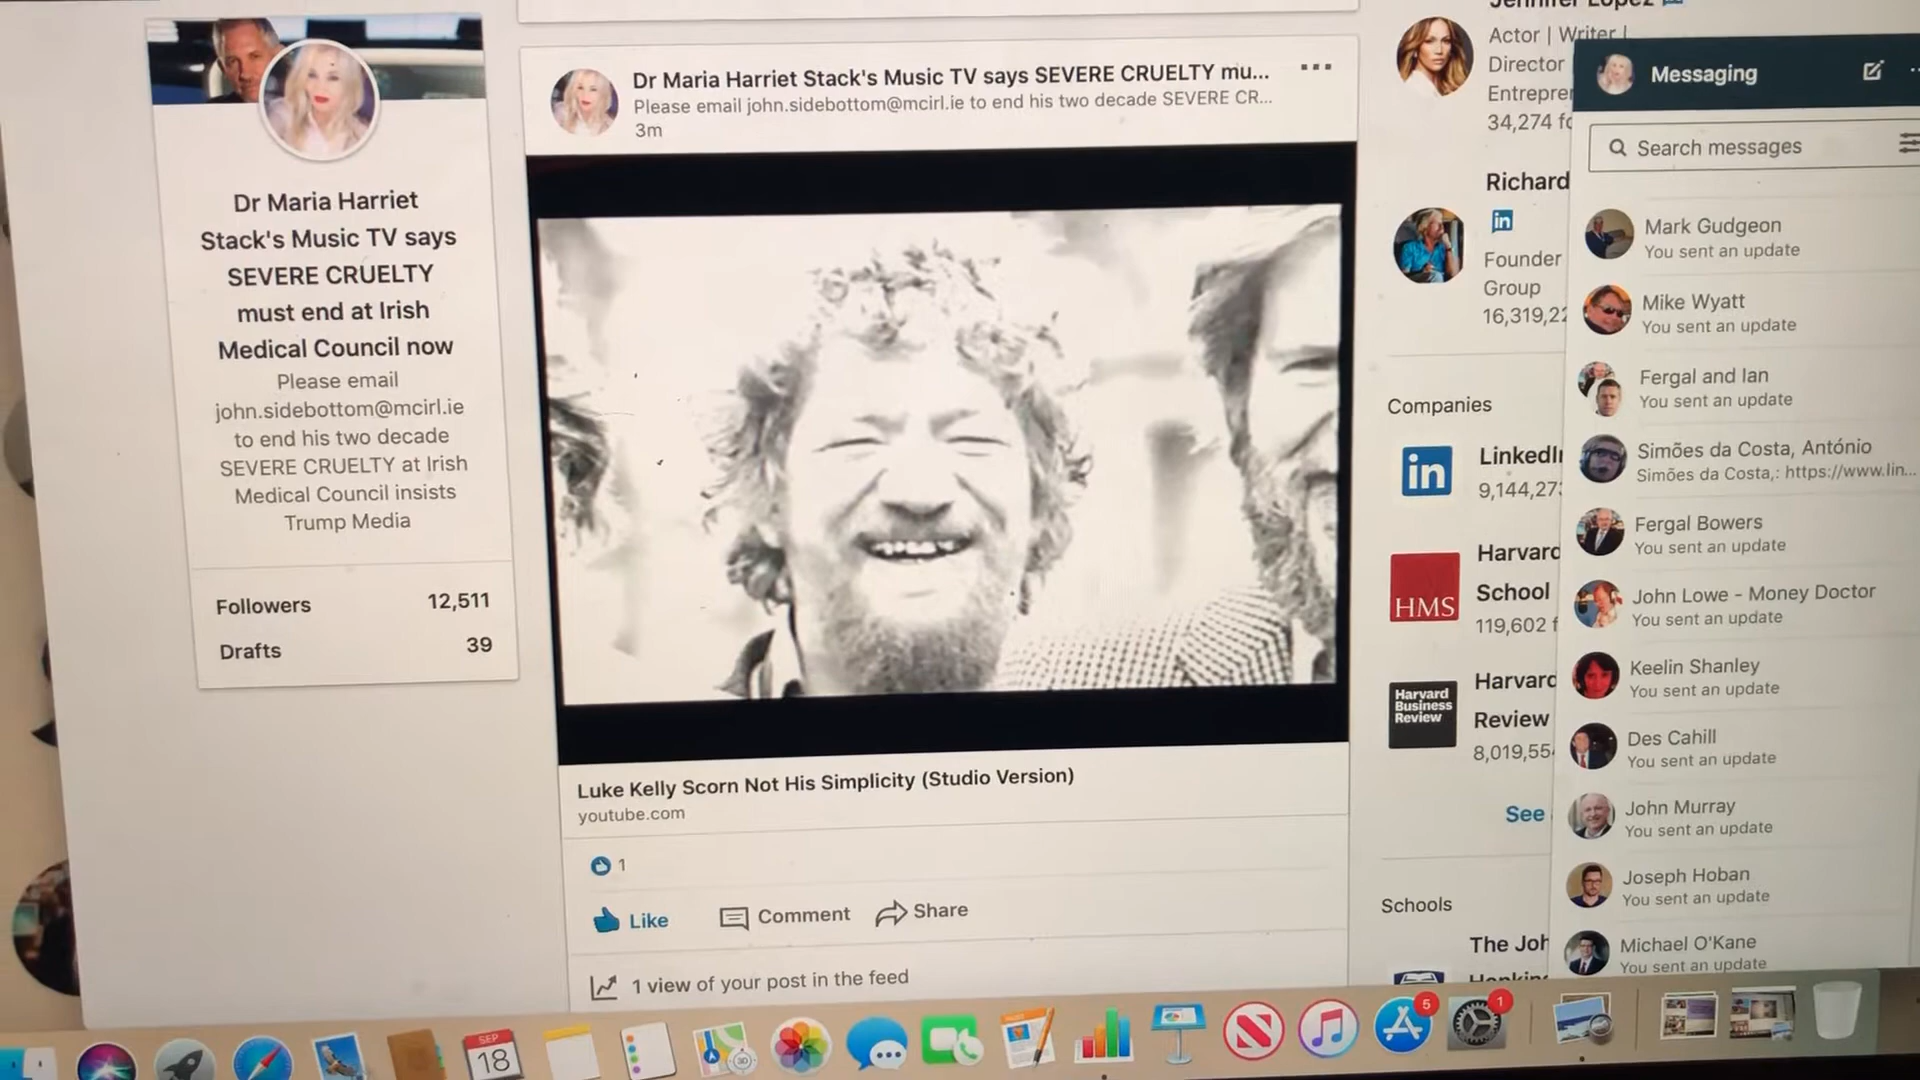 Dr Maria Harriet
Stack's Music TV says
SEVERE CRUELTY
must end at Irish
Medical Council now
Please email
john.sidebottom@mcirl.ie
to end his two decade
SEVERE CRUELTY at Irish
Medical Council insists
Trump Media
Followers 12,511
Drafts 39
Dr Maria Harriet Stack's Music TV says SEVERE CRUELTY mu...
Please email john.sidebottom@mcirl.ie to end his two decade SEVERE CR...
3m
Luke Kelly Scorn Not His Simplicity (Studio Version)
youtube.com
1
Like Comment Share
1 view of your post in the feed
Jennifer Lopez
Actor | Writer |
Director
34,274
Richard
in
Founder
Group
16,319,22
Companies
in
9,144,27
HMS
Harvard
School
119,602
Harvard
Business
Review
Harvard
Review
8,019,55
See
Schools
Messaging
Search messages
Mark Gudgeon
You sent an update
Mike Wyatt
You sent an update
Fergal and Ian
You sent an update
Simões da Costa, António
Simões da Costa,: https://www.lin...
Fergal Bowers
You sent an update
John Lowe - Money Doctor
You sent an update
Keelin Shanley
You sent an update
Des Cahill
You sent an update
John Murray
You sent an update
Joseph Hoban
You sent an update
Michael O'Kane
You sent an update
SEP
18
3D
5
1